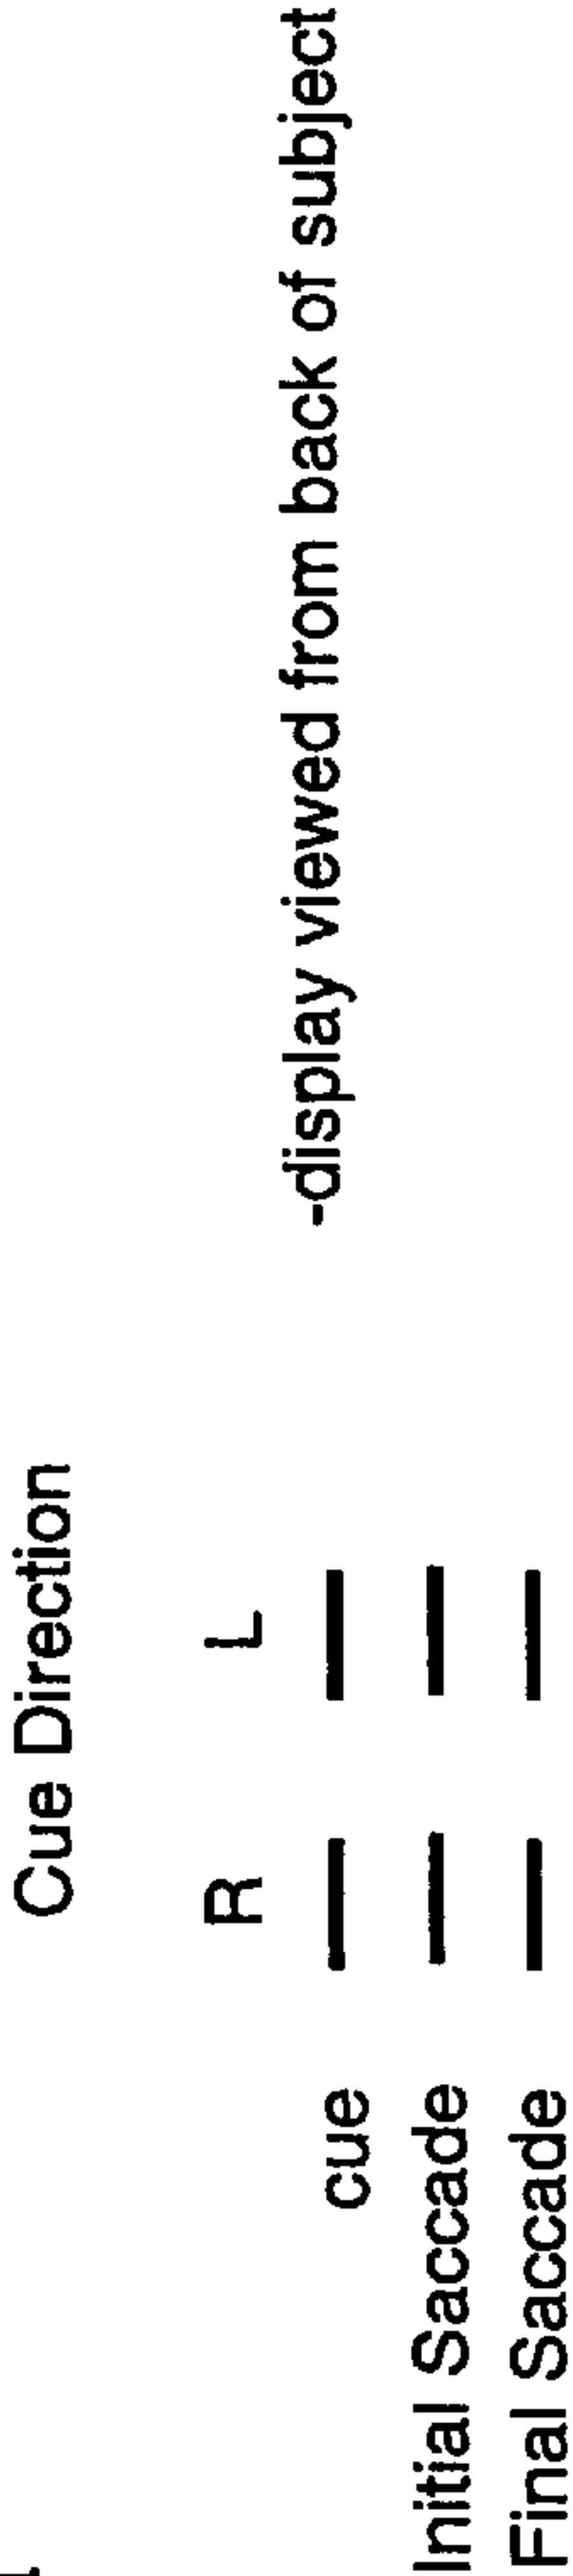 Cue Direction
R L
cue -display viewed from back of subject
Initial Saccade
Final Saccade